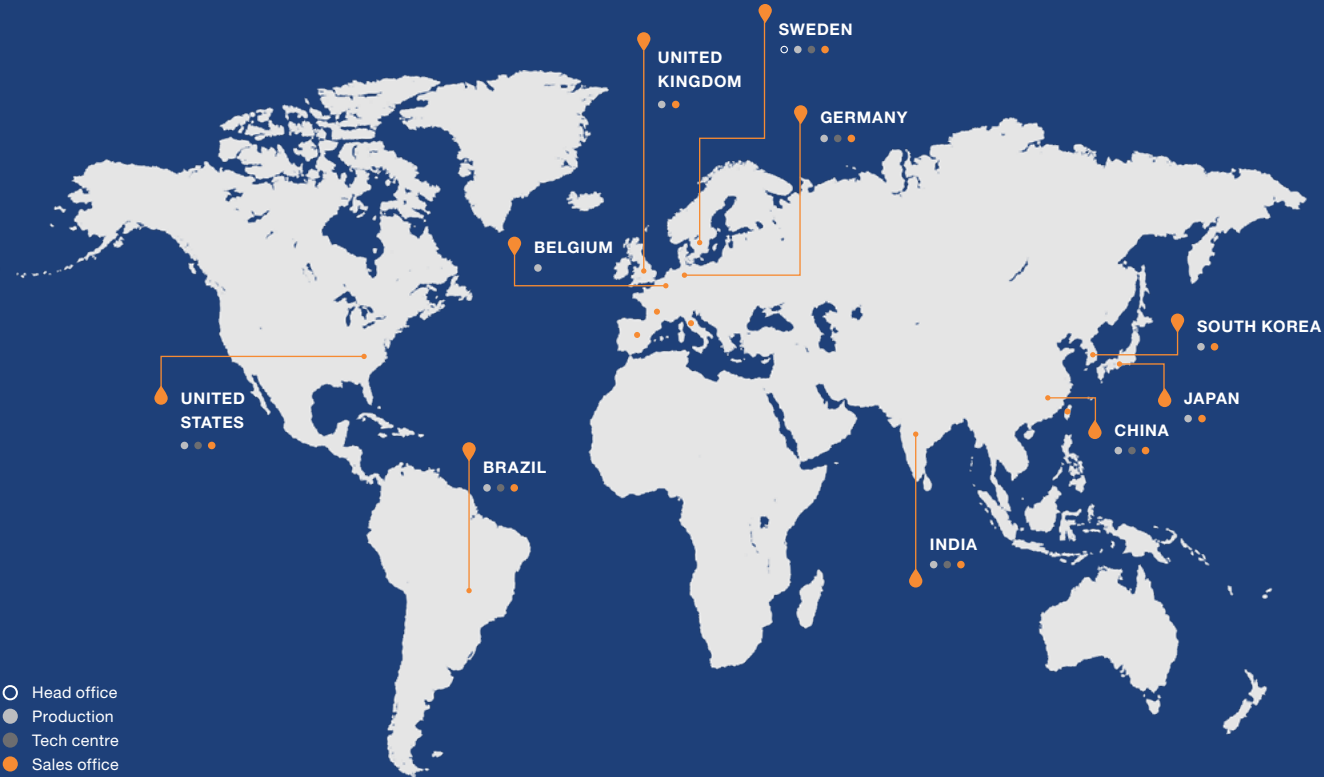 SWEDEN
UNITED
KINGDOM
GERMANY
BELGIUM
SOUTH KOREA
UNITED
STATES
JAPAN
CHINA
BRAZIL
INDIA
Head office
Production
Tech centre
Sales office